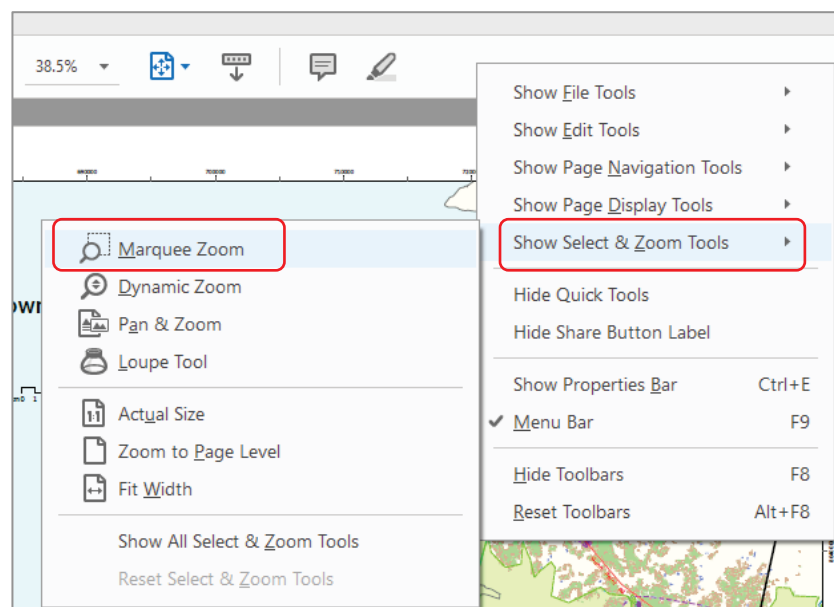 38.5%
Show File Tools
Show Edit Tools
Show Page Navigation Tools
Show Page Display Tools
Show Select & Zoom Tools
Hide Quick Tools
Hide Share Button Label
Show Properties Bar Ctrl+E
Menu Bar F9
Hide Toolbars F8
Reset Toolbars Alt+F8
Marquee Zoom
Dynamic Zoom
Pan & Zoom
Loupe Tool
1:1 Actual Size
Zoom to Page Level
Fit Width
Show All Select & Zoom Tools
Reset Select & Zoom Tools